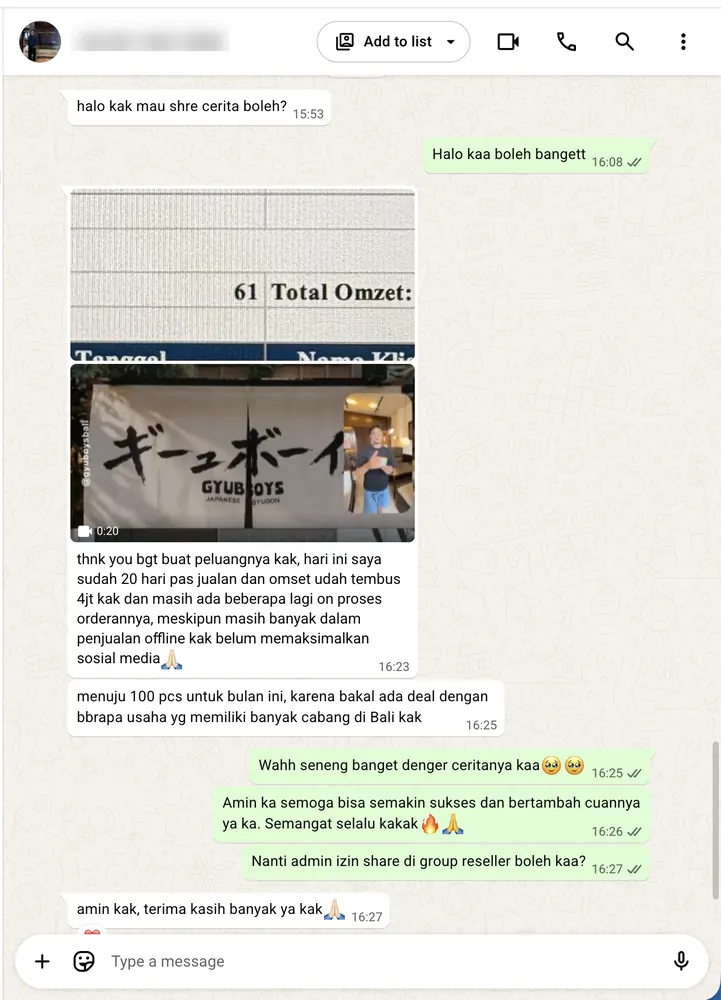 Add to list
halo kak mau shre cerita boleh?
15:53
Halo kaa boleh bangett
16:08
61 Total Omzet:
Tanggal Nama Klie
@gyuboysbali
ギューボーイ
GYUBOYS
JAPANESE GYUDON
0:20
thnk you bgt buat peluangnya kak, hari ini saya
sudah 20 hari pas jualan dan omset udah tembus
4jt kak dan masih ada beberapa lagi on proses
orderannya, meskipun masih banyak dalam
penjualan offline kak belum memaksimalkan
sosial media🙏🏻
16:23
menuju 100 pcs untuk bulan ini, karena bakal ada deal dengan
bbrapa usaha yg memiliki banyak cabang di Bali kak
16:25
Wahh seneng banget denger ceritanya kaa🥹🥹
16:25
Amin ka semoga bisa semakin sukses dan bertambah cuannya
ya ka. Semangat selalu kakak🔥🙏
16:26
Nanti admin izin share di group reseller boleh kaa?
16:27
amin kak, terima kasih banyak ya kak🙏🏻
16:27
Type a message